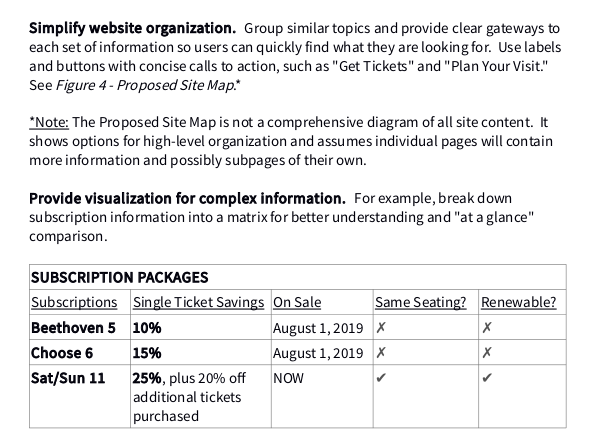 Simplify website organization. Group similar topics and provide clear gateways to
each set of information so users can quickly find what they are looking for. Use labels
and buttons with concise calls to action, such as "Get Tickets" and "Plan Your Visit."
See Figure 4 - Proposed Site Map.*
*Note: The Proposed Site Map is not a comprehensive diagram of all site content. It
shows options for high-level organization and assumes individual pages will contain
more information and possibly subpages of their own.
Provide visualization for complex information. For example, break down
subscription information into a matrix for better understanding and "at a glance"
comparison.
SUBSCRIPTION PACKAGES
Subscriptions Single Ticket Savings On Sale Same Seating? Renewable?
Beethoven 5 10% August 1, 2019 ✗ ✗
Choose 6 15% August 1, 2019 ✗ ✗
Sat/Sun 11 25%, plus 20% off NOW ✔ ✔
additional tickets
purchased